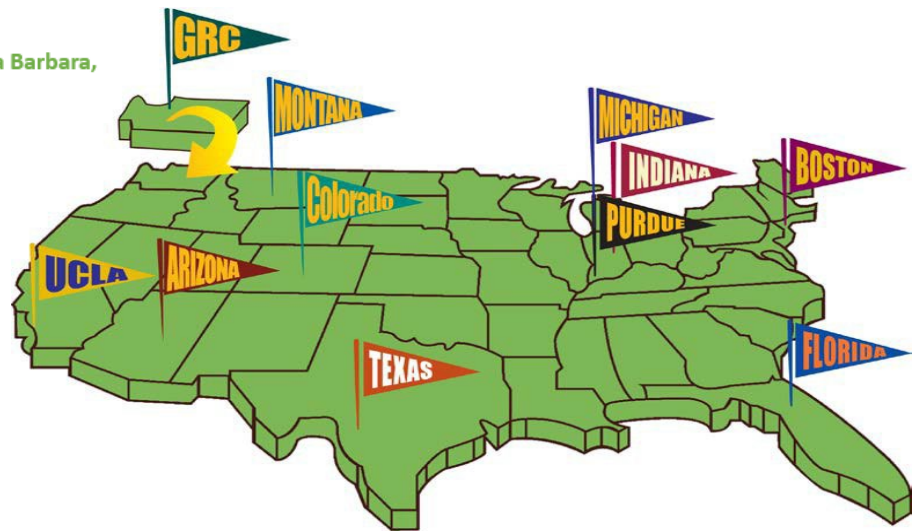 GRC
a Barbara,
MONTANA
MICHIGAN
INDIANA
BOSTON
Colorado
PURDUE
UCLA
ARIZONA
FLORIDA
TEXAS